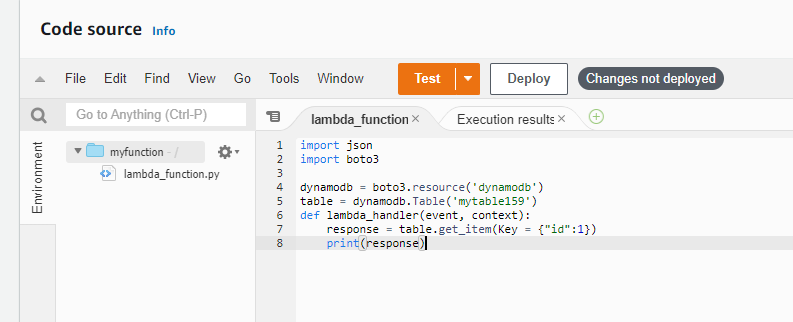 Code source Info
File Edit Find View Go Tools Window Test Deploy Changes not deployed
Go to Anything (Ctrl-P)
lambda_function × Execution results ×
Environment
myfunction - /
lambda_function.py
1 import json
2 import boto3
3
4 dynamodb = boto3.resource('dynamodb')
5 table = dynamodb.Table('mytable159')
6 def lambda_handler(event, context):
7     response = table.get_item(Key = {"id":1})
8     print(response)